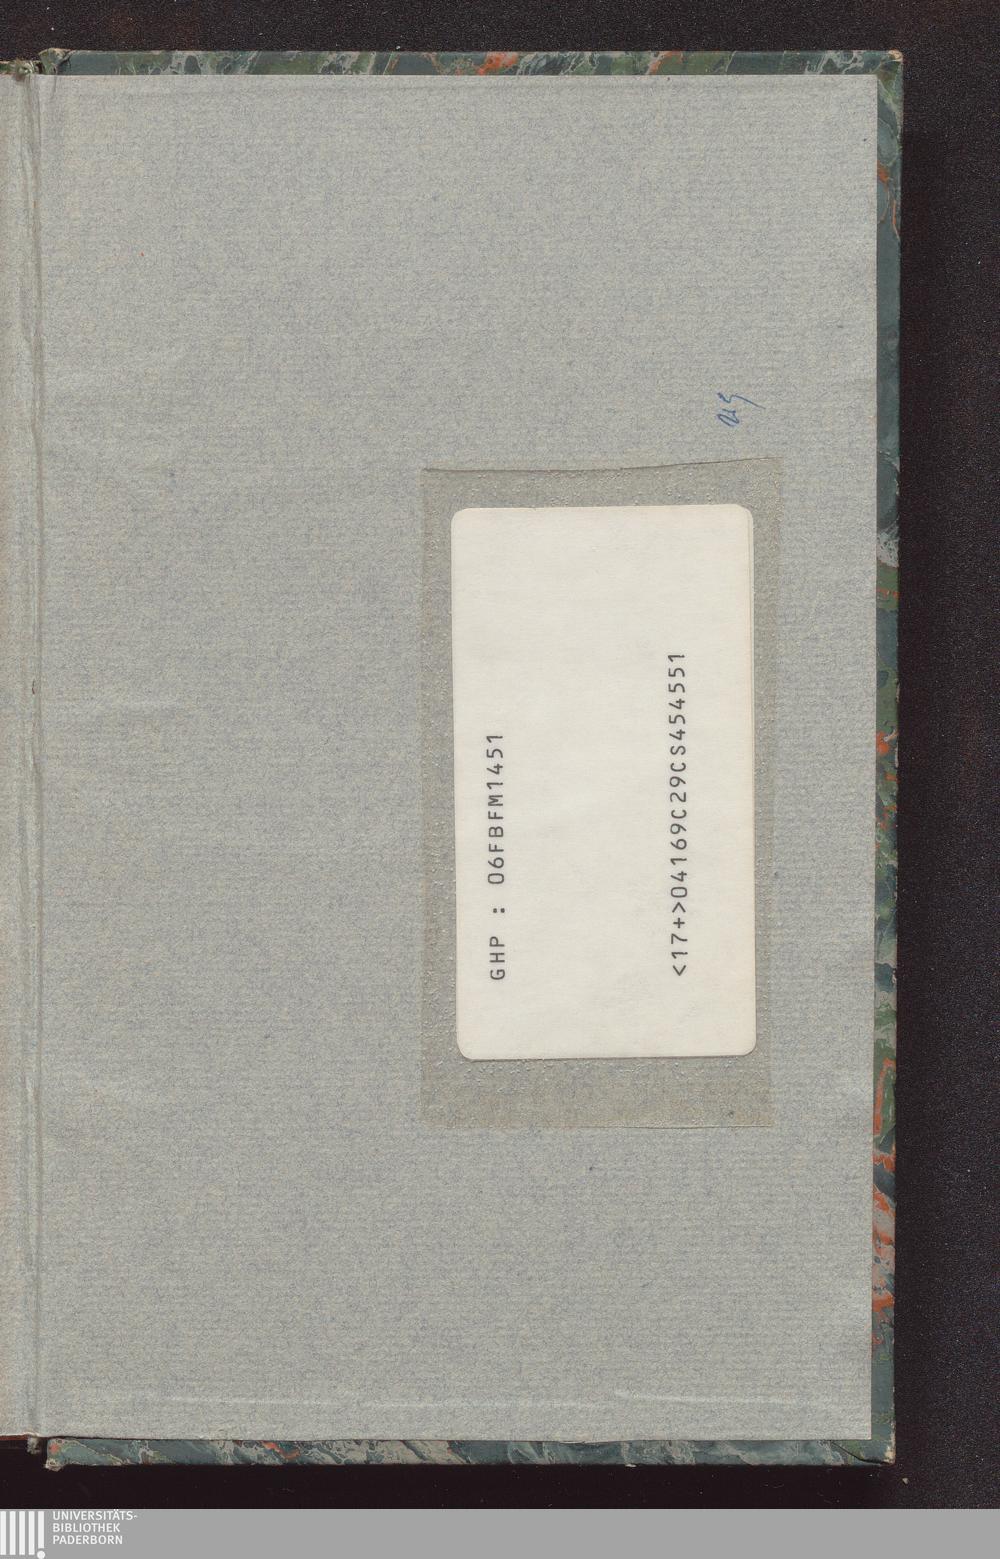 GHP : 06FBFM1451
<17+>04169C29CS454551
UNIVERSITÄTS-
BIBLIOTHEK
PADERBORN